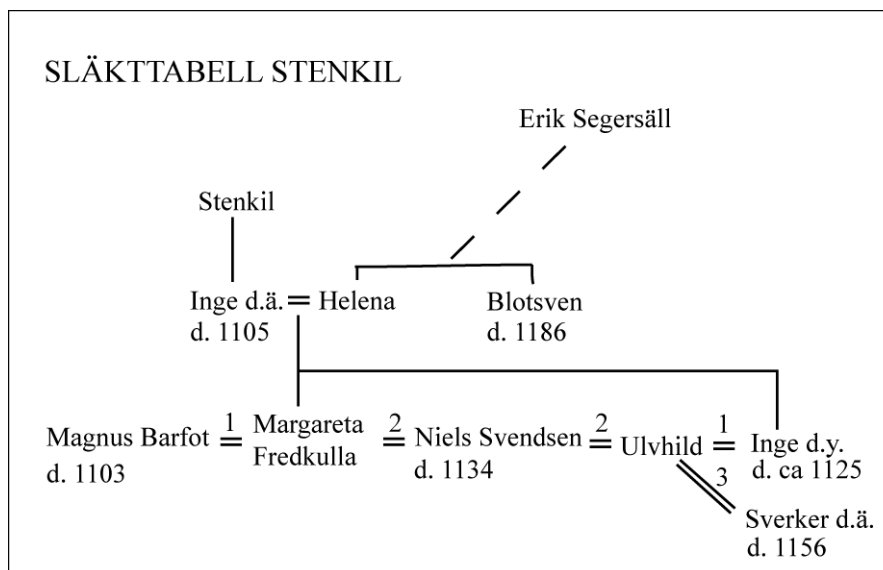 SLÄKTTABELL STENKIL
Erik Segersäll
Stenkil
Inge d.ä.
d. 1105
Helena
Blotsven
d. 1186
Magnus Barfot
d. 1103
1
Margareta
Fredkulla
2
Niels Svendsen
d. 1134
2
Ulvhild
1
Inge d.y.
d. ca 1125
3
Sverker d.ä.
d. 1156